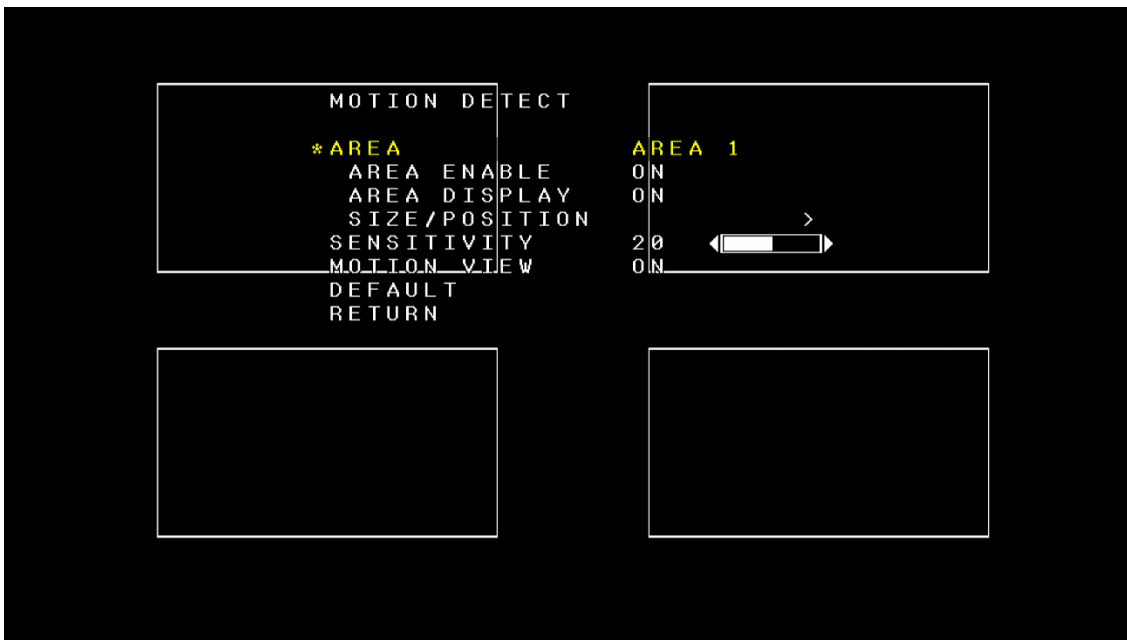 MOTION DETECT
*AREA AREA 1
AREA ENABLE ON
AREA DISPLAY ON
SIZE/POSITION >
SENSITIVITY 20
MOTION VIEW ON
DEFAULT
RETURN